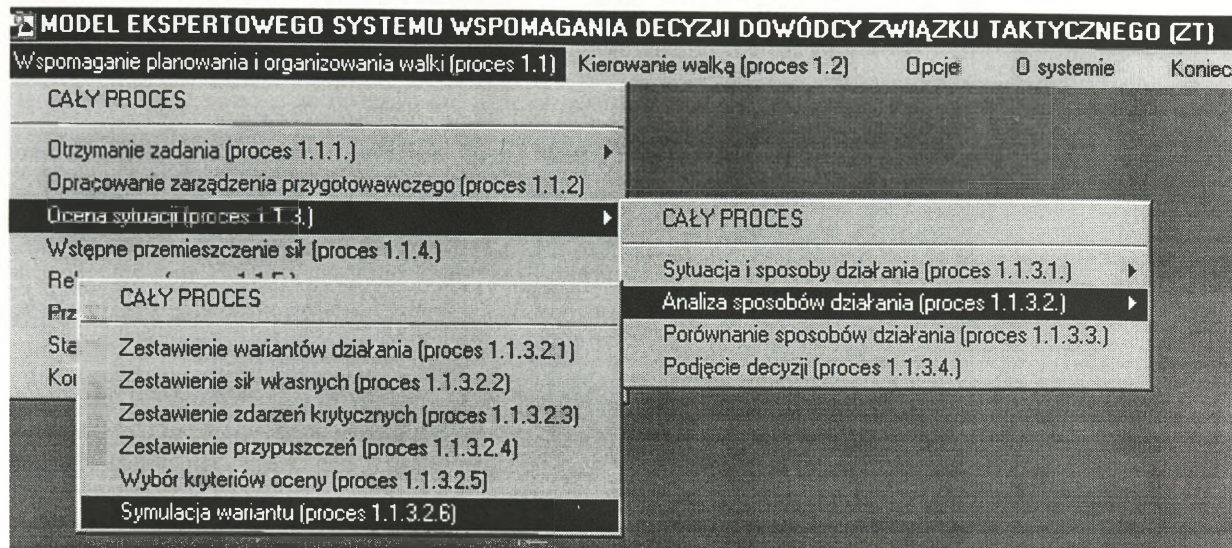 MODEL EKSPERTOWEGO SYSTEMU WSPOMAGANIA DECYZJI DOWÓDCY ZWIĄZKU TAKTYCZNEGO (ZT)
Wspomaganie planowania i organizowania walki (proces 1.1) Kierowanie walką (proces 1.2) Opcje O systemie Koniec
CAŁY PROCES
Otrzymanie zadania (proces 1.1.1.)
Opracowanie zarządzenia przygotowawczego (proces 1.1.2)
Ocena sytuacji (proces 1.1.3.)
Wstępne przemieszczenie sił (proces 1.1.4.)
CAŁY PROCES
Sytuacja i sposoby działania (proces 1.1.3.1.)
Analiza sposobów działania (proces 1.1.3.2.)
Porównanie sposobów działania (proces 1.1.3.3.)
Podjęcie decyzji (proces 1.1.3.4.)
CAŁY PROCES
Zestawienie wariantów działania (proces 1.1.3.2.1)
Zestawienie sił własnych (proces 1.1.3.2.2)
Zestawienie zdarzeń krytycznych (proces 1.1.3.2.3)
Zestawienie przypuszczeń (proces 1.1.3.2.4)
Wybór kryteriów oceny (proces 1.1.3.2.5)
Symulacja wariantu (proces 1.1.3.2.6)